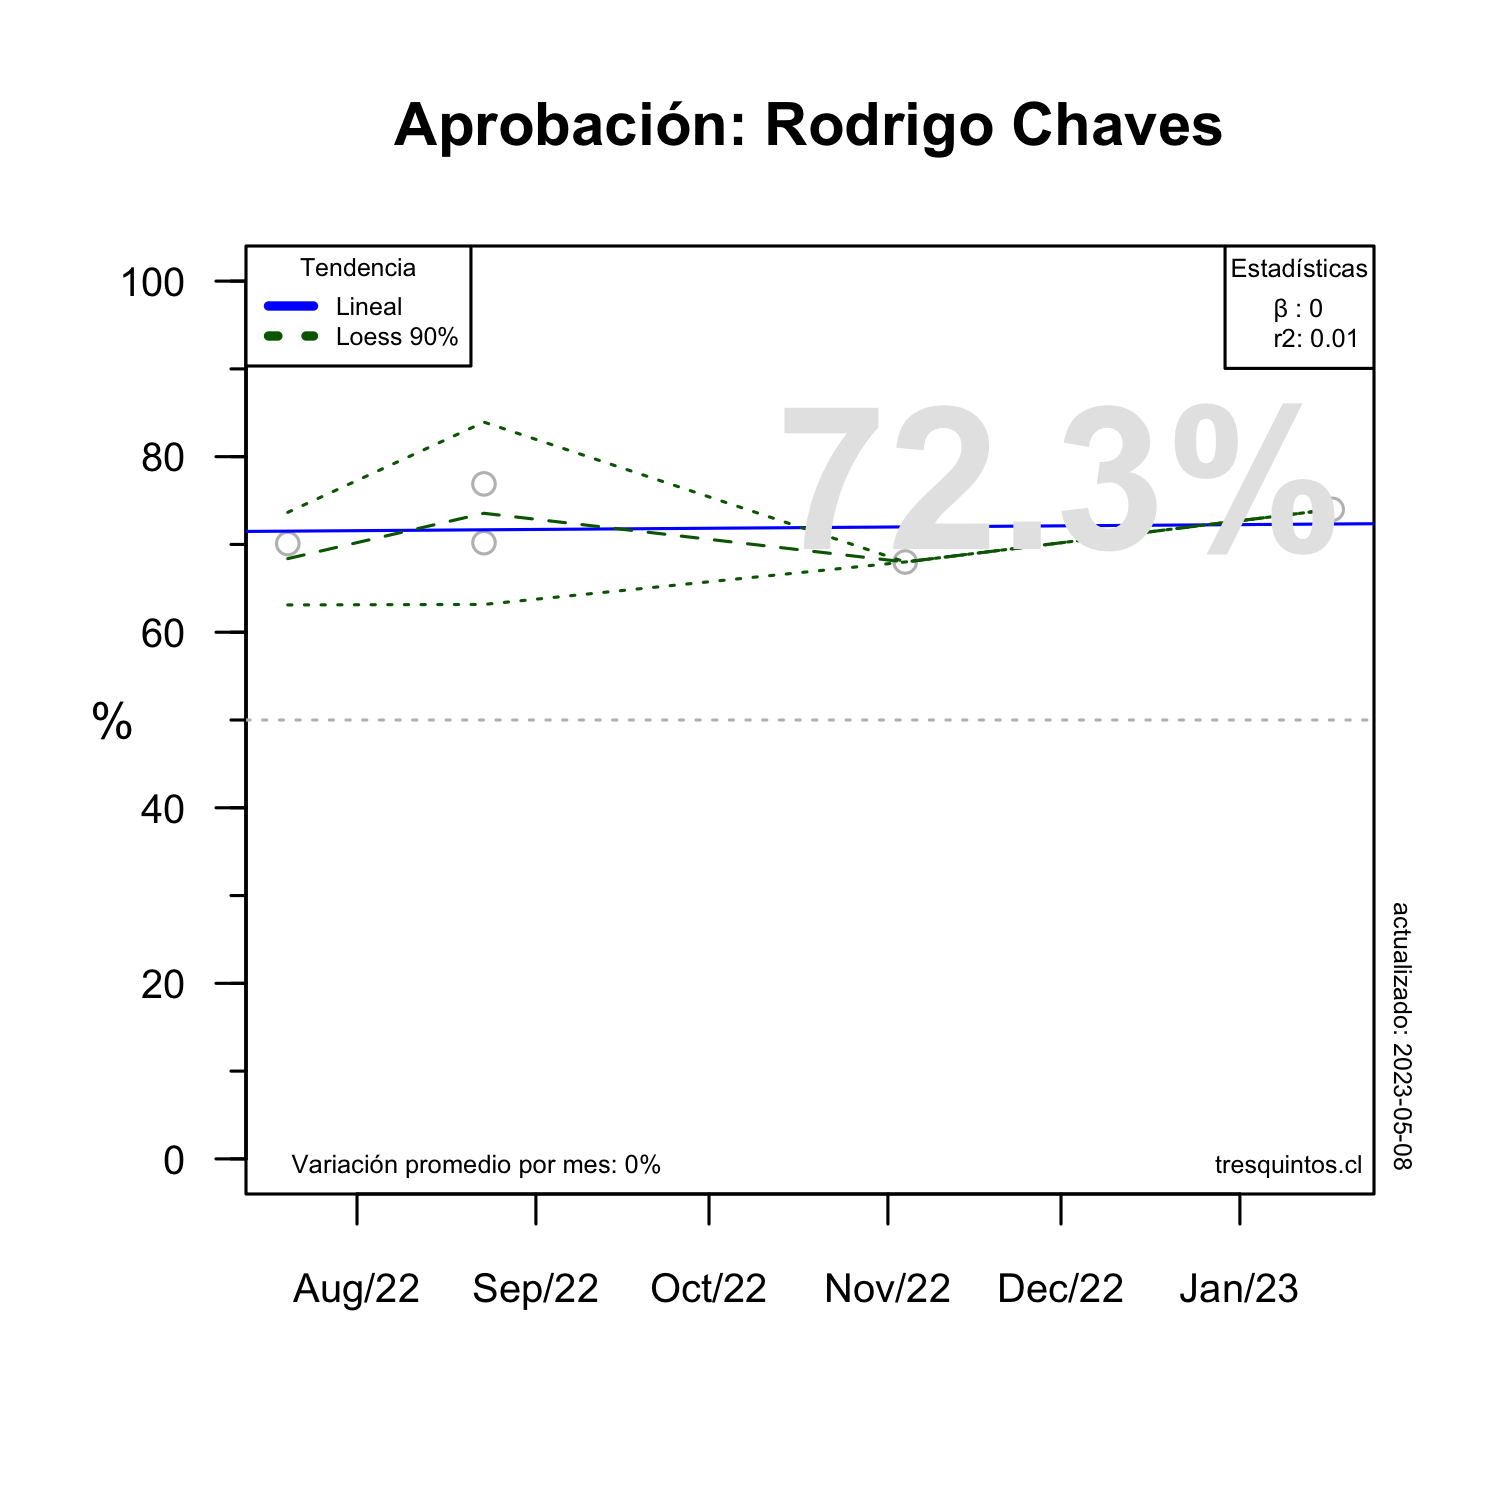 Aprobación: Rodrigo Chaves
Tendencia
Lineal
Loess 90%
Estadísticas
β : 0
r2: 0.01
72.3%
100
80
60
40
20
0
%
Variación promedio por mes: 0%
tresquintos.cl
actualizado: 2023-05-08
Aug/22
Sep/22
Oct/22
Nov/22
Dec/22
Jan/23